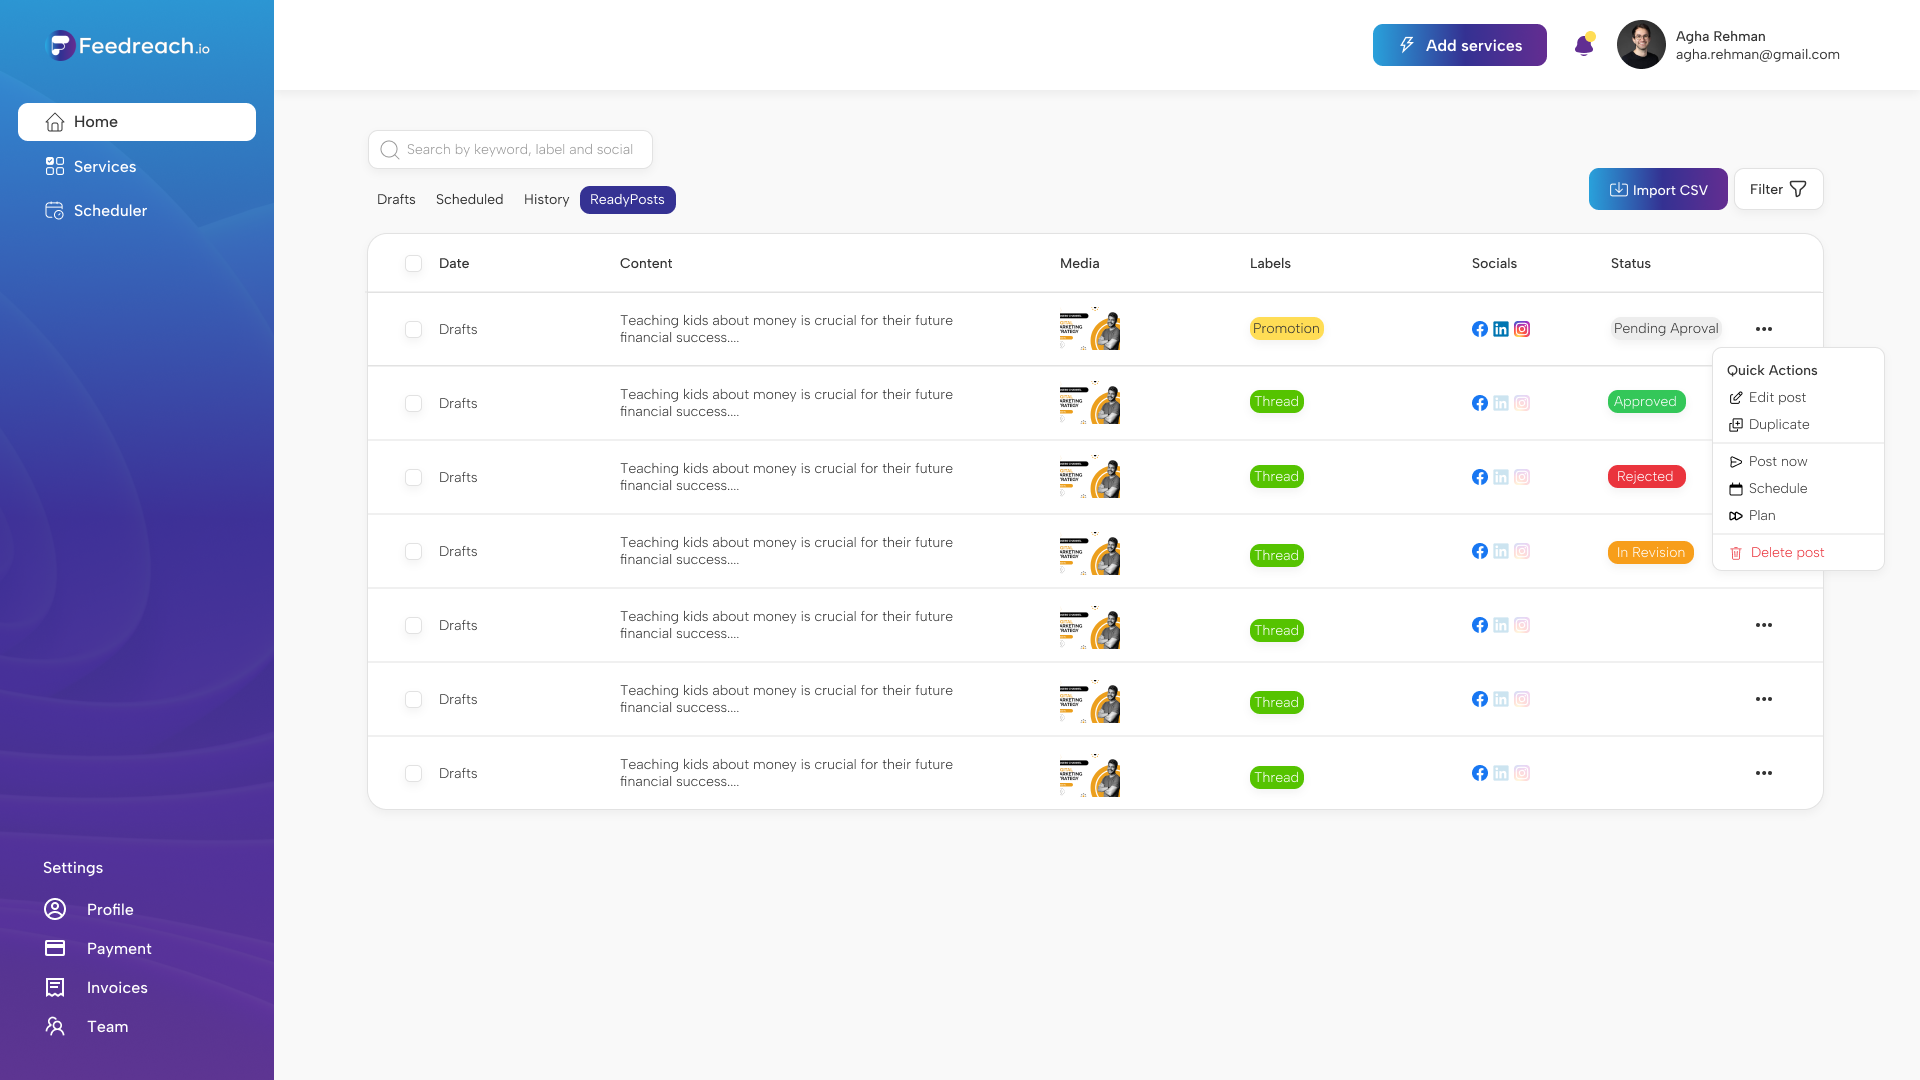 Feedreach.io
Home
Services
Scheduler
Settings
Profile
Payment
Invoices
Team
Add services
Agha Rehman
agha.rehman@gmail.com
Search by keyword, label and social
Drafts Scheduled History ReadyPosts
Import CSV
Filter
Date Content Media Labels Socials Status
Drafts
Teaching kids about money is crucial for their future
financial success....
Promotion
Pending Aproval
Drafts
Teaching kids about money is crucial for their future
financial success....
Thread
Approved
Drafts
Teaching kids about money is crucial for their future
financial success....
Thread
Rejected
Drafts
Teaching kids about money is crucial for their future
financial success....
Thread
In Revision
Drafts
Teaching kids about money is crucial for their future
financial success....
Thread
Drafts
Teaching kids about money is crucial for their future
financial success....
Thread
Drafts
Teaching kids about money is crucial for their future
financial success....
Thread
Quick Actions
Edit post
Duplicate
Post now
Schedule
Plan
Delete post